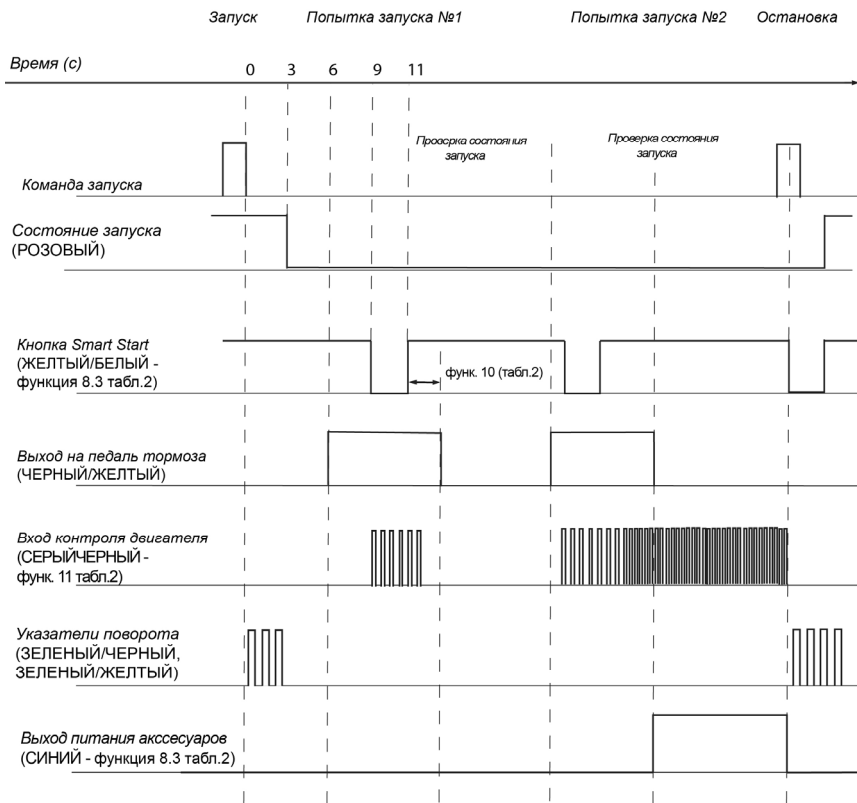 Запуск Попытка запуска №1 Попытка запуска №2 Остановка
Время (с)
0 3 6 9 11
Проверка состояния
запуска
Проверка состояния
запуска
Команда запуска
Состояние запуска
(РОЗОВЫЙ)
Кнопка Smart Start
(ЖЕЛТЫЙ/БЕЛЫЙ -
функция 8.3 табл.2)
функ. 10 (табл.2)
Выход на педаль тормоза
(ЧЕРНЫЙ/ЖЕЛТЫЙ)
Вход контроля двигателя
(СЕРЫЙЧЕРНЫЙ -
функ. 11 табл.2)
Указатели поворота
(ЗЕЛЕНЫЙ/ЧЕРНЫЙ,
ЗЕЛЕНЫЙ/ЖЕЛТЫЙ)
Выход питания акссесуаров
(СИНИЙ - функция 8.3 табл.2)